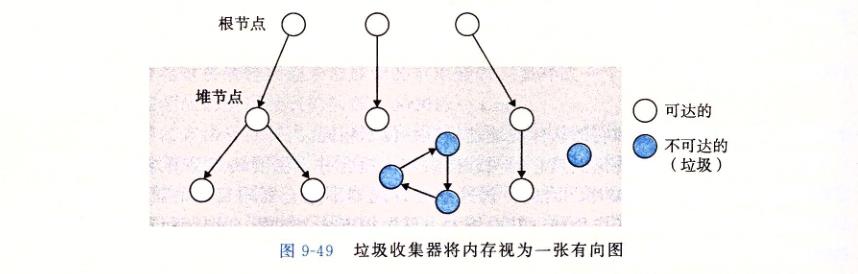 根节点
堆节点
可达的
不可达的
（垃圾）
图 9-49 垃圾收集器将内存视为一张有向图